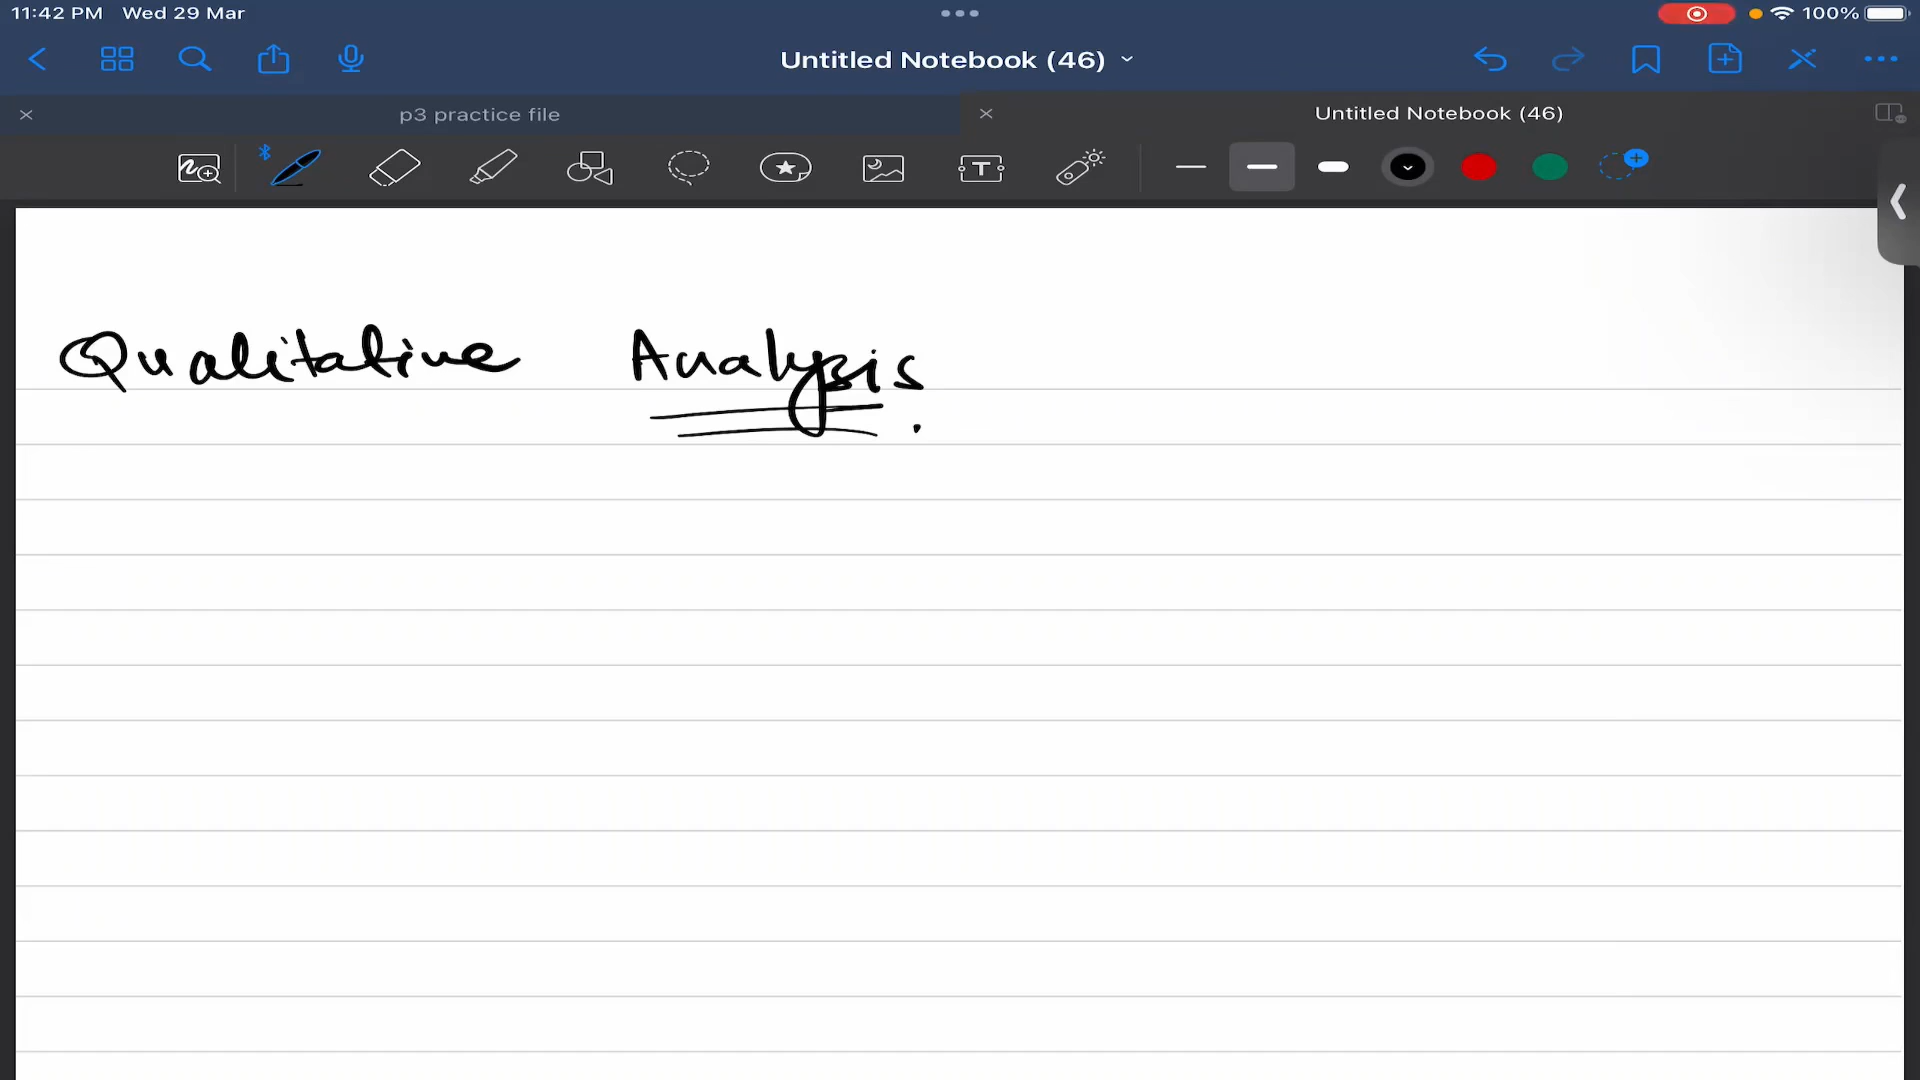 11:42 PM Wed 29 Mar 100%
Untitled Notebook (46)
p3 practice file Untitled Notebook (46)
T
Qualitative Analysis.